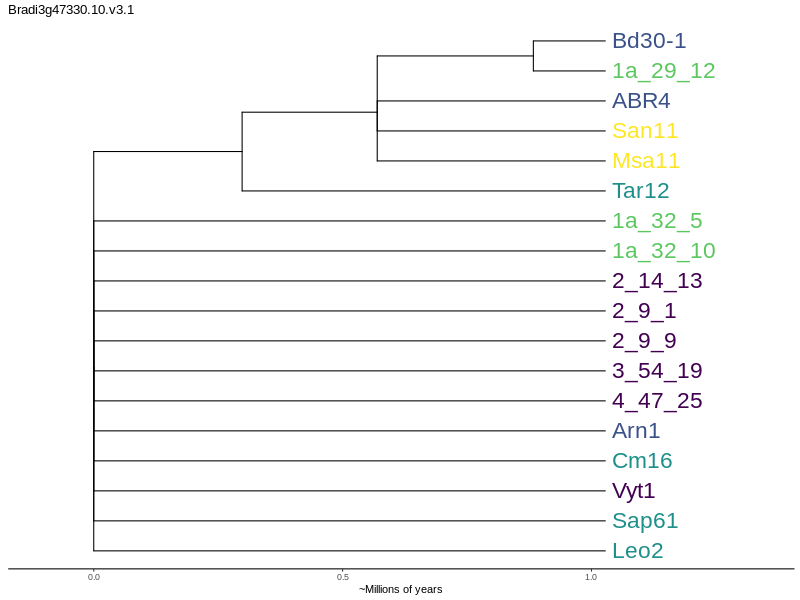 Bradi3g47330.10.v3.1
Bd30-1
1a_29_12
ABR4
San11
Msa11
Tar12
1a_32_5
1a_32_10
2_14_13
2_9_1
2_9_9
3_54_19
4_47_25
Arn1
Cm16
Vyt1
Sap61
Leo2
0.0 0.5 1.0
~Millions of years